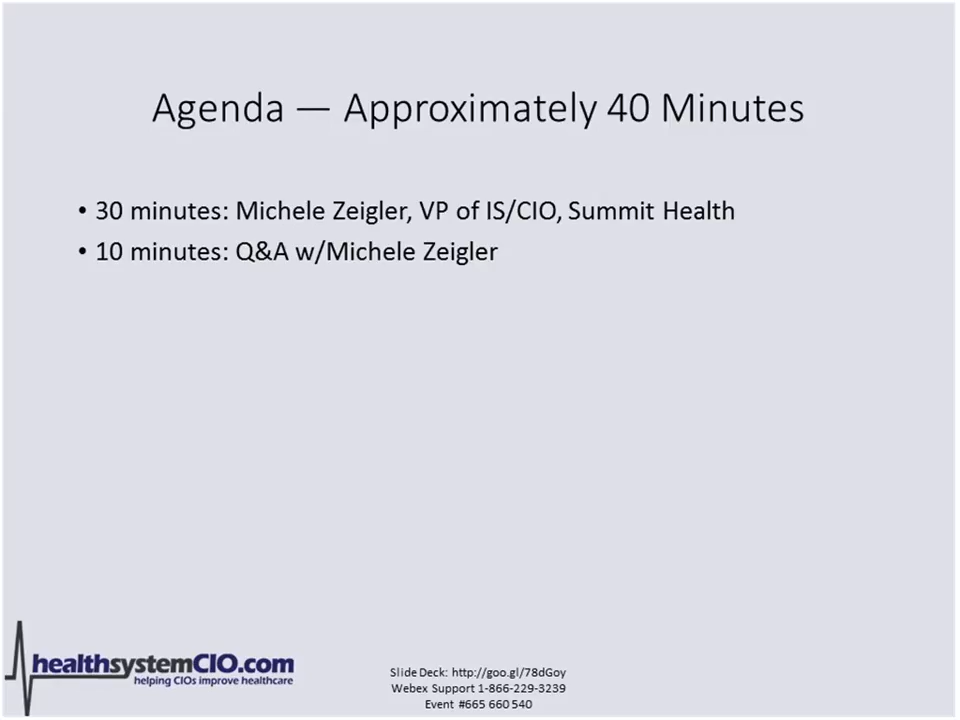 Agenda — Approximately 40 Minutes
• 30 minutes: Michele Zeigler, VP of IS/CIO, Summit Health
• 10 minutes: Q&A w/Michele Zeigler
healthsystemCIO.com
helping CIOs improve healthcare
Slide Deck: http://goo.gl/78dGoy
Webex Support 1-866-229-3239
Event #665 660 540